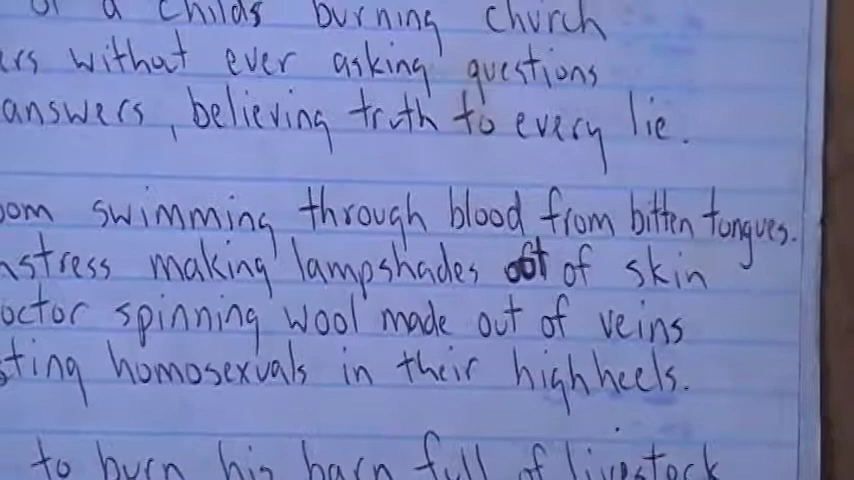 of a childs burning church
ers without ever asking questions
answers, believing truth to every lie.
oom swimming through blood from bitten tongues.
nstress making lampshades out of skin
octor spinning wool made out of veins
sting homosexuals in their highheels.
to burn his barn full of livestock